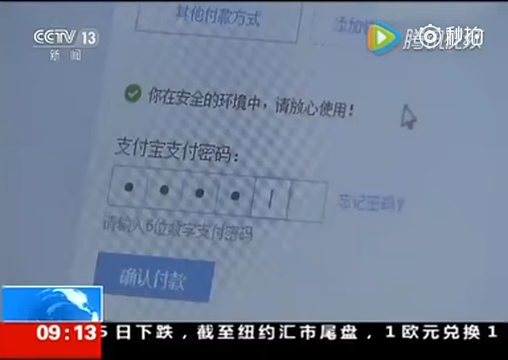 CCTV 13
新闻
秒拍
其他付款方式
你在安全的环境中，请放心使用！
支付宝支付密码：
忘记密码？
请输入6位数字支付密码
确认付款
09:13
5日下跌，截至纽约汇市尾盘，1欧元兑换1